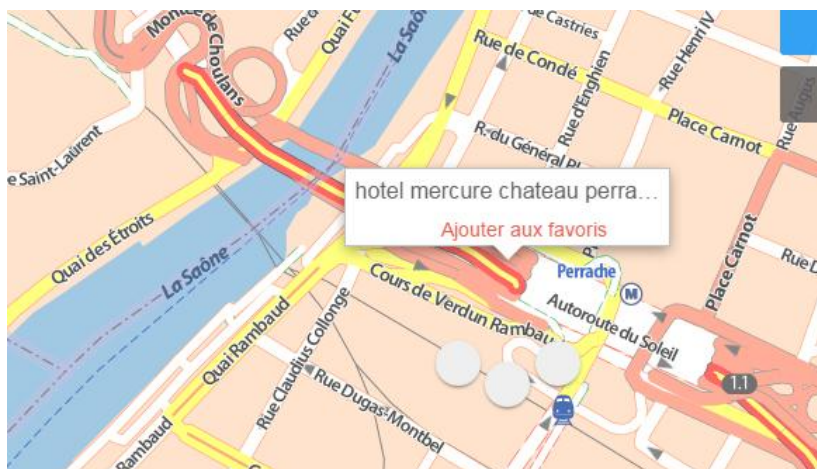 Montée de Choulans
Rue d
Quai Fu
La Saône
de Castries
Rue de Condé
Rue Henri IV
Rue d'Enghien
Place Carnot
Rue Augus
e Saint-Laurent
R. du Général Pl
hotel mercure chateau perra...
Ajouter aux favoris
Quai des Étroits
La Saône
Perrache
M
Place Carnot
Rue D
Cours de Verdun Rambaud
Autoroute du Soleil
Quai Rambaud
Rue Claudius Collonge
Rue Dugas-Montbel
1.1
Rambaud